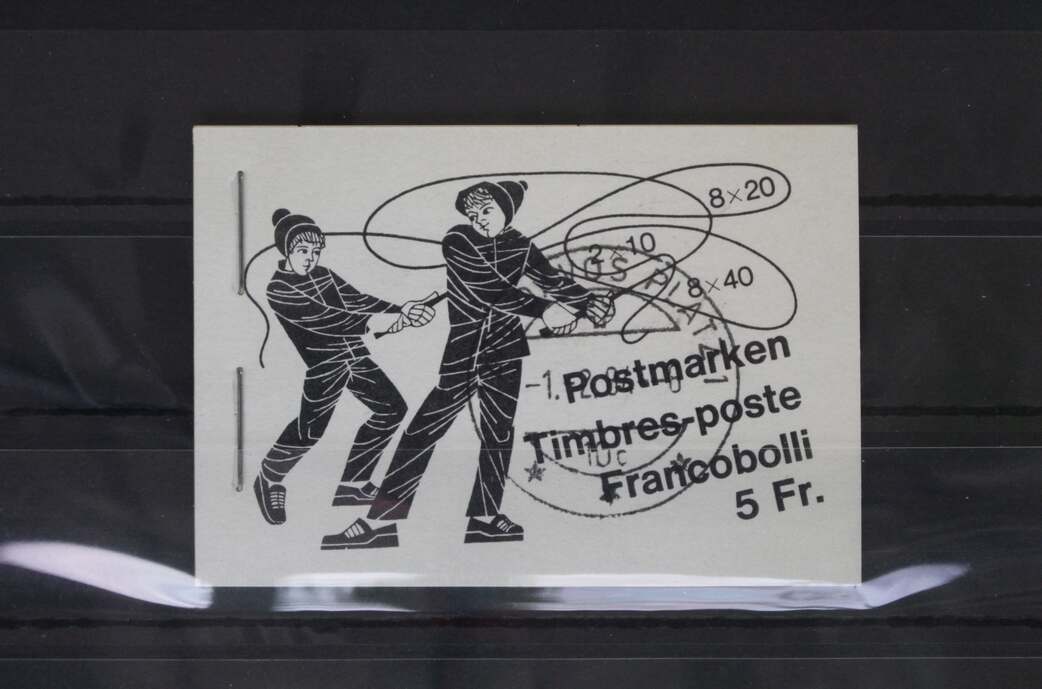 8×20
2×10
8×40
Postmarken
Timbres-poste
Francobolli
5 Fr.